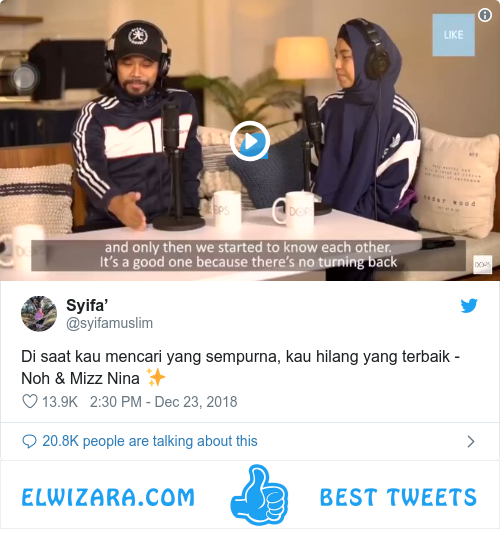 LIKE
and only then we started to know each other.
It's a good one because there's no turning back
DOPS
Syifa’
@syifamuslim
Di saat kau mencari yang sempurna, kau hilang yang terbaik -
Noh & Mizz Nina ✨
13.9K 2:30 PM - Dec 23, 2018
20.8K people are talking about this
ELWIZARA.COM BEST TWEETS